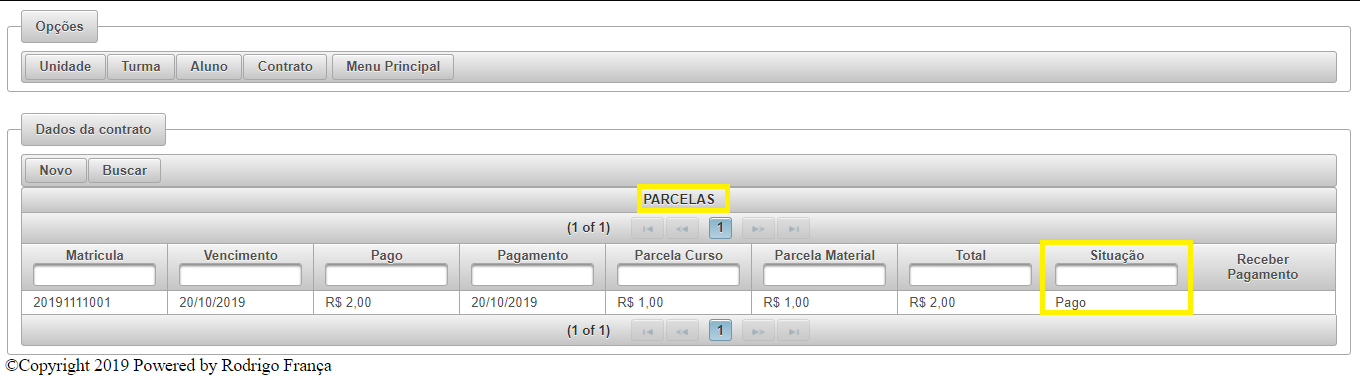 Opções
Unidade Turma Aluno Contrato Menu Principal
Dados da contrato
Novo Buscar
PARCELAS
(1 of 1) 1
Matricula Vencimento Pago Pagamento Parcela Curso Parcela Material Total Situação Receber Pagamento
20191111001 20/10/2019 R$ 2,00 20/10/2019 R$ 1,00 R$ 1,00 R$ 2,00 Pago
(1 of 1) 1
©Copyright 2019 Powered by Rodrigo França